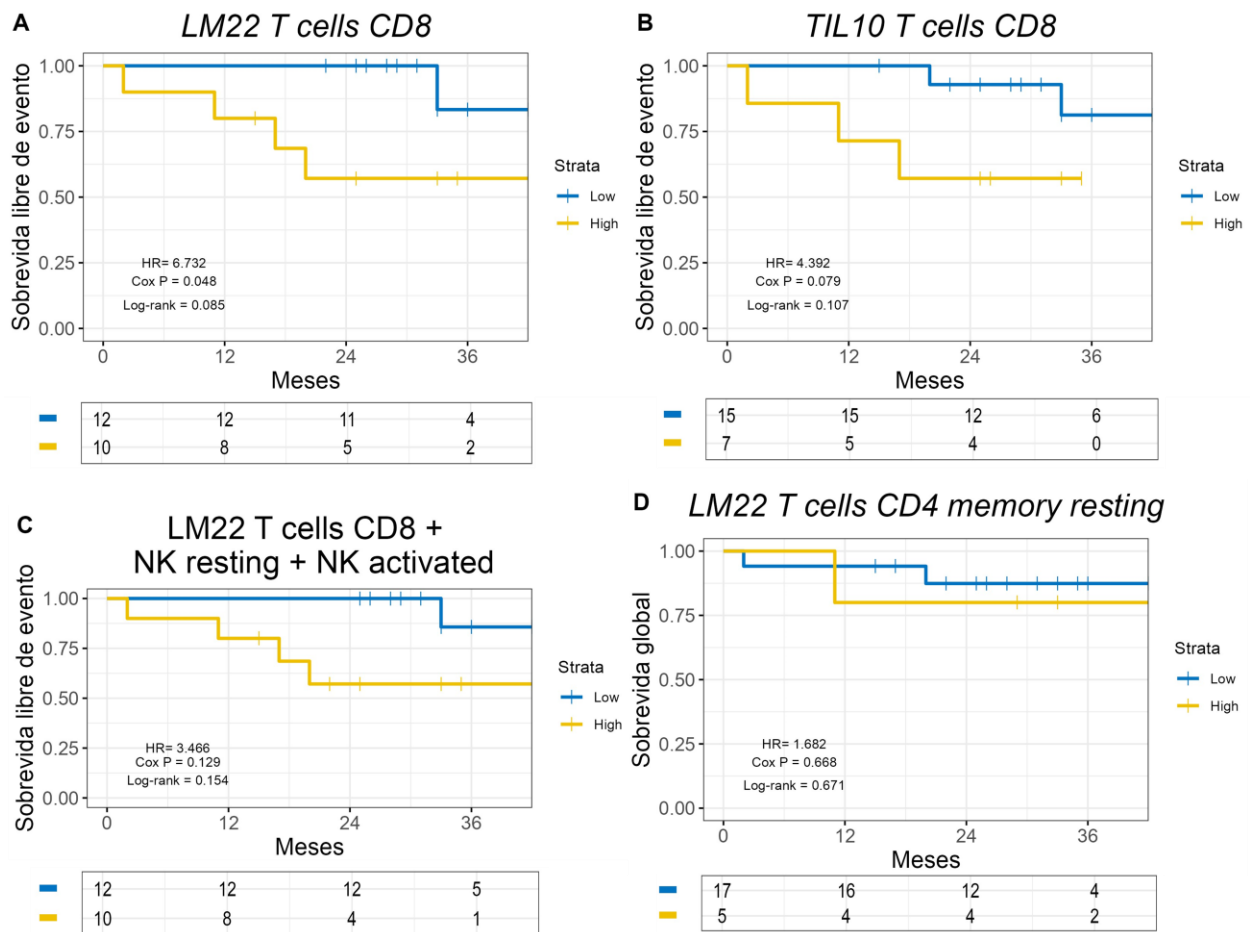 A
LM22 T cells CD8
Sobrevida libre de evento
1.00
0.75
0.50
0.25
0.00
HR= 6.732
Cox P = 0.048
Log-rank = 0.085
0 12 24 36
Meses
Strata
Low
High
12 12 11 4
10 8 5 2
B
TIL10 T cells CD8
Sobrevida libre de evento
1.00
0.75
0.50
0.25
0.00
HR= 4.392
Cox P = 0.079
Log-rank = 0.107
0 12 24 36
Meses
Strata
Low
High
15 15 12 6
7 5 4 0
C
LM22 T cells CD8 +
NK resting + NK activated
Sobrevida libre de evento
1.00
0.75
0.50
0.25
0.00
HR= 3.466
Cox P = 0.129
Log-rank = 0.154
0 12 24 36
Meses
Strata
Low
High
12 12 12 5
10 8 4 1
D
LM22 T cells CD4 memory resting
Sobrevida global
1.00
0.75
0.50
0.25
0.00
HR= 1.682
Cox P = 0.668
Log-rank = 0.671
0 12 24 36
Meses
Strata
Low
High
17 16 12 4
5 4 4 2